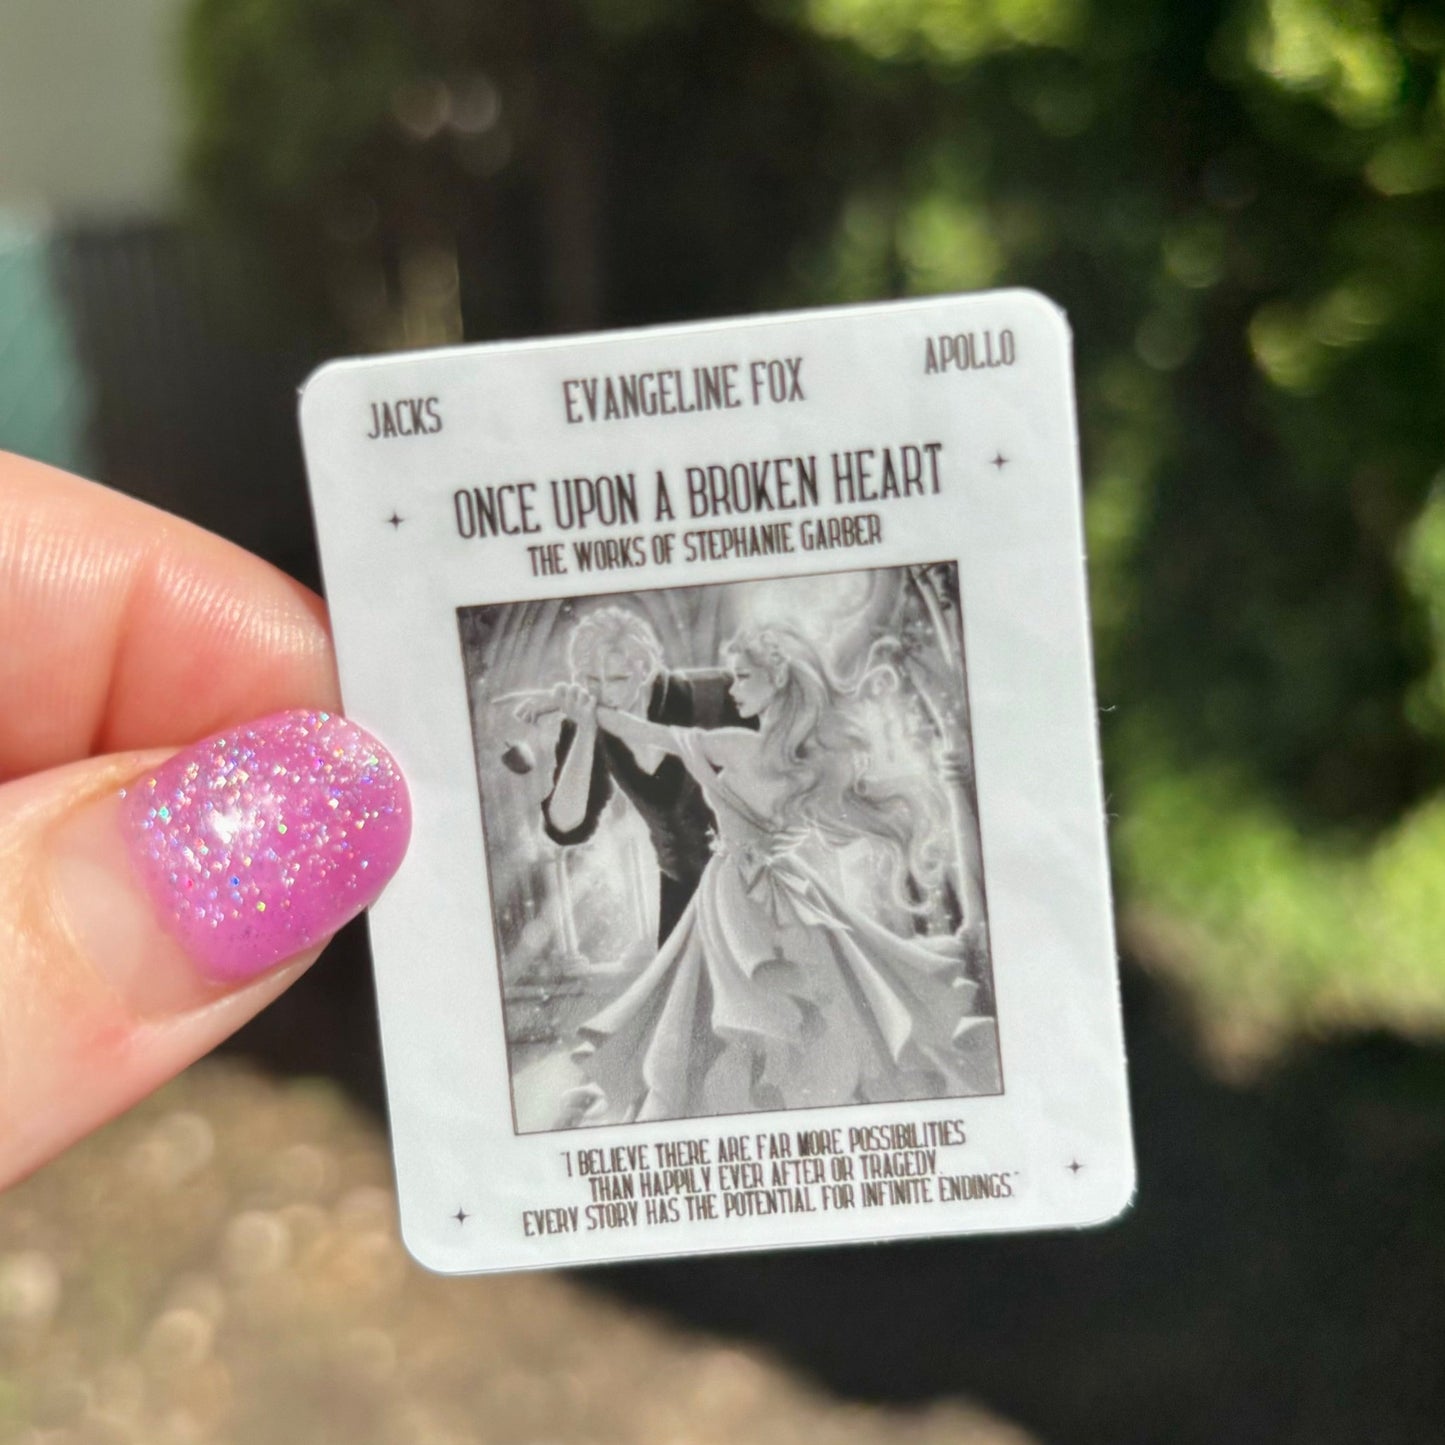 JACKS EVANGELINE FOX APOLLO
ONCE UPON A BROKEN HEART
THE WORKS OF STEPHANIE GARBER
"I BELIEVE THERE ARE FAR MORE POSSIBILITIES
THAN HAPPILY EVER AFTER OR TRAGEDY.
EVERY STORY HAS THE POTENTIAL FOR INFINITE ENDINGS."